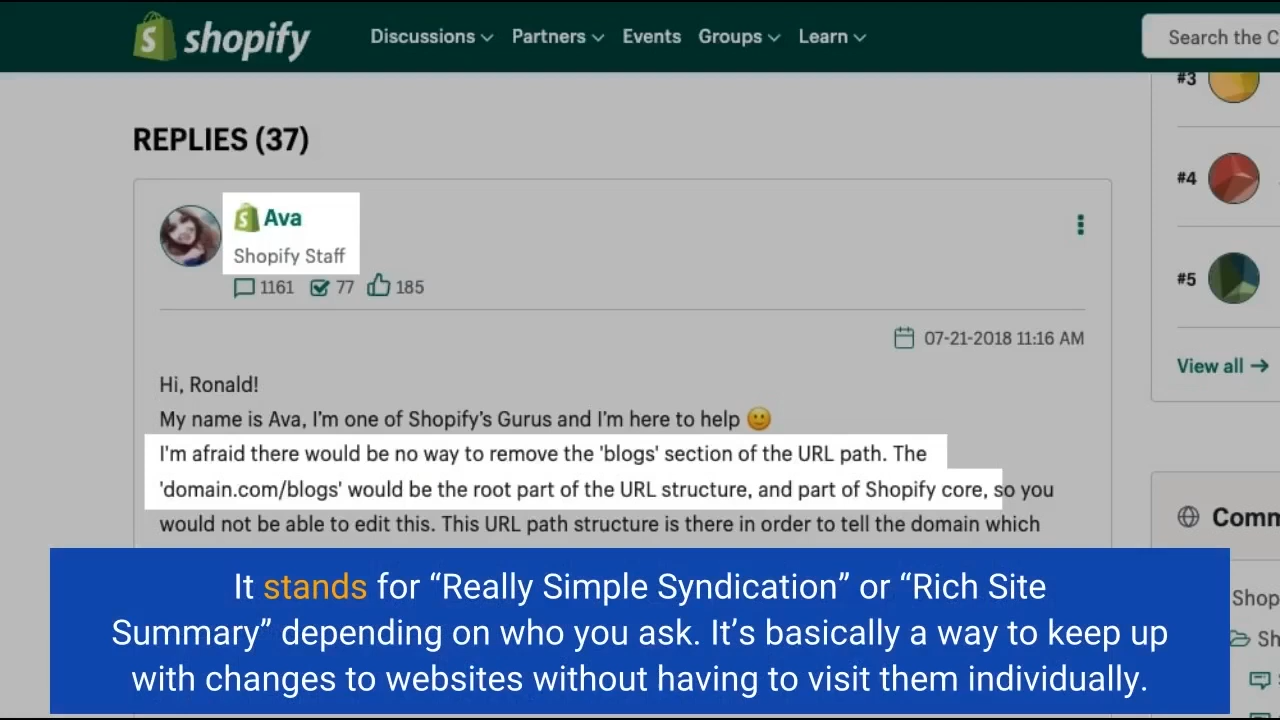 shopify
Discussions Partners Events Groups Learn
Search the C
#3
REPLIES (37)
Ava
Shopify Staff
1161 77 185
#4
#5
07-21-2018 11:16 AM
View all
Hi, Ronald!
My name is Ava, I'm one of Shopify's Gurus and I'm here to help
I'm afraid there would be no way to remove the 'blogs' section of the URL path. The
'domain.com/blogs' would be the root part of the URL structure, and part of Shopify core, so you
would not be able to edit this. This URL path structure is there in order to tell the domain which
Comm
Shop
Sh
It stands for “Really Simple Syndication” or “Rich Site
Summary” depending on who you ask. It’s basically a way to keep up
with changes to websites without having to visit them individually.